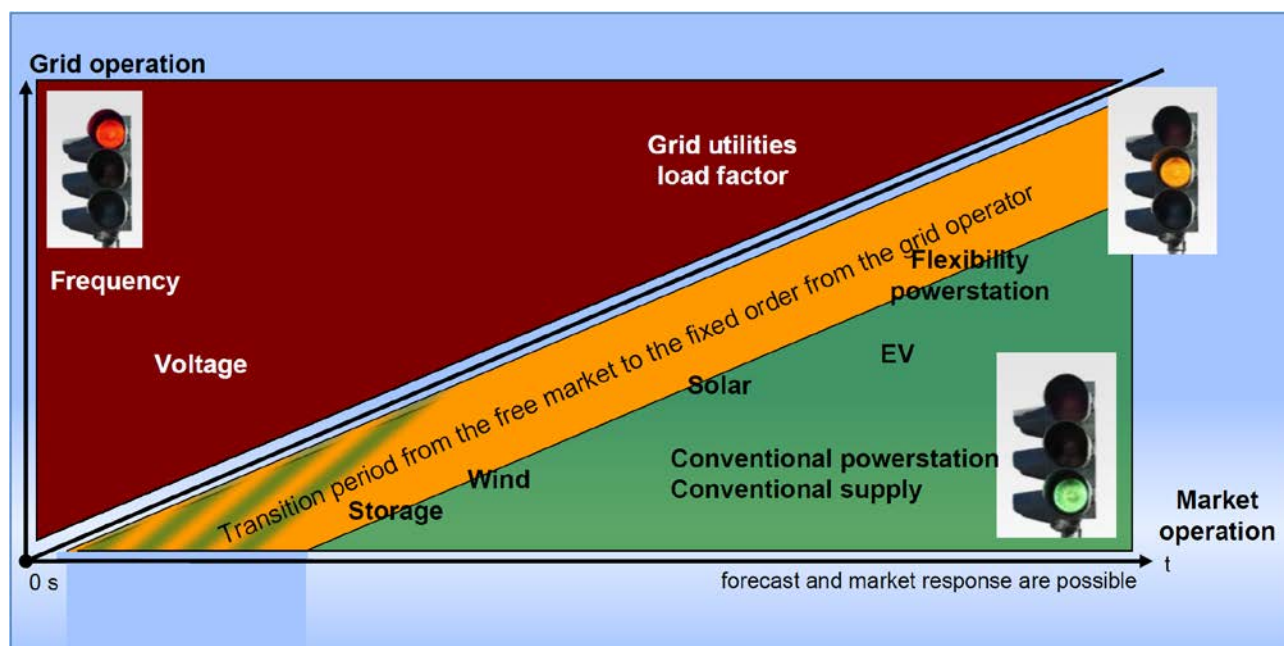 Grid operation
Grid utilities
load factor
Frequency
Voltage
Transition period from the free market to the fixed order from the grid operator
Flexibility
powerstation
EV
Solar
Conventional powerstation
Conventional supply
Wind
Storage
Market
operation
0 s
forecast and market response are possible
t